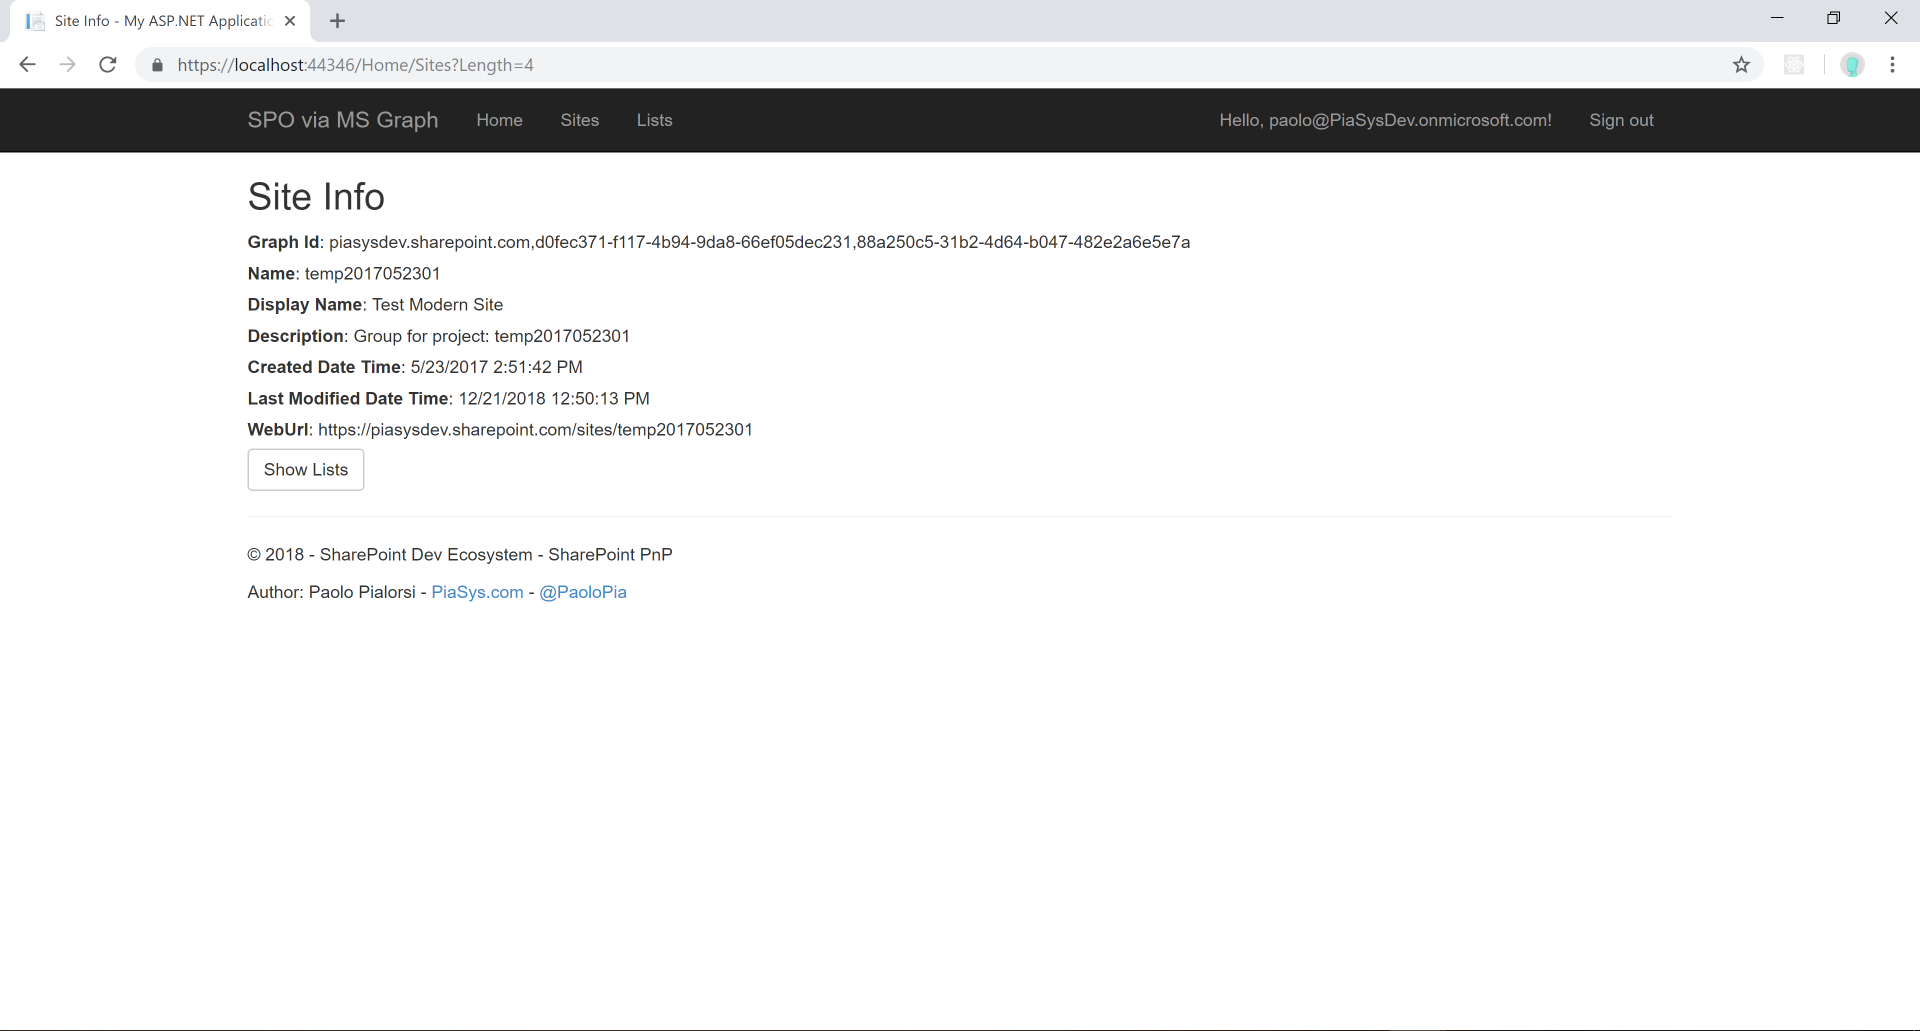 Site Info - My ASP.NET Applicatic
https://localhost:44346/Home/Sites?Length=4
SPO via MS Graph Home Sites Lists Hello, paolo@PiaSysDev.onmicrosoft.com! Sign out
Site Info
Graph Id: piasysdev.sharepoint.com,d0fec371-f117-4b94-9da8-66ef05dec231,88a250c5-31b2-4d64-b047-482e2a6e5e7a
Name: temp2017052301
Display Name: Test Modern Site
Description: Group for project: temp2017052301
Created Date Time: 5/23/2017 2:51:42 PM
Last Modified Date Time: 12/21/2018 12:50:13 PM
WebUrl: https://piasysdev.sharepoint.com/sites/temp2017052301
Show Lists
© 2018 - SharePoint Dev Ecosystem - SharePoint PnP
Author: Paolo Pialorsi - PiaSys.com - @PaoloPia